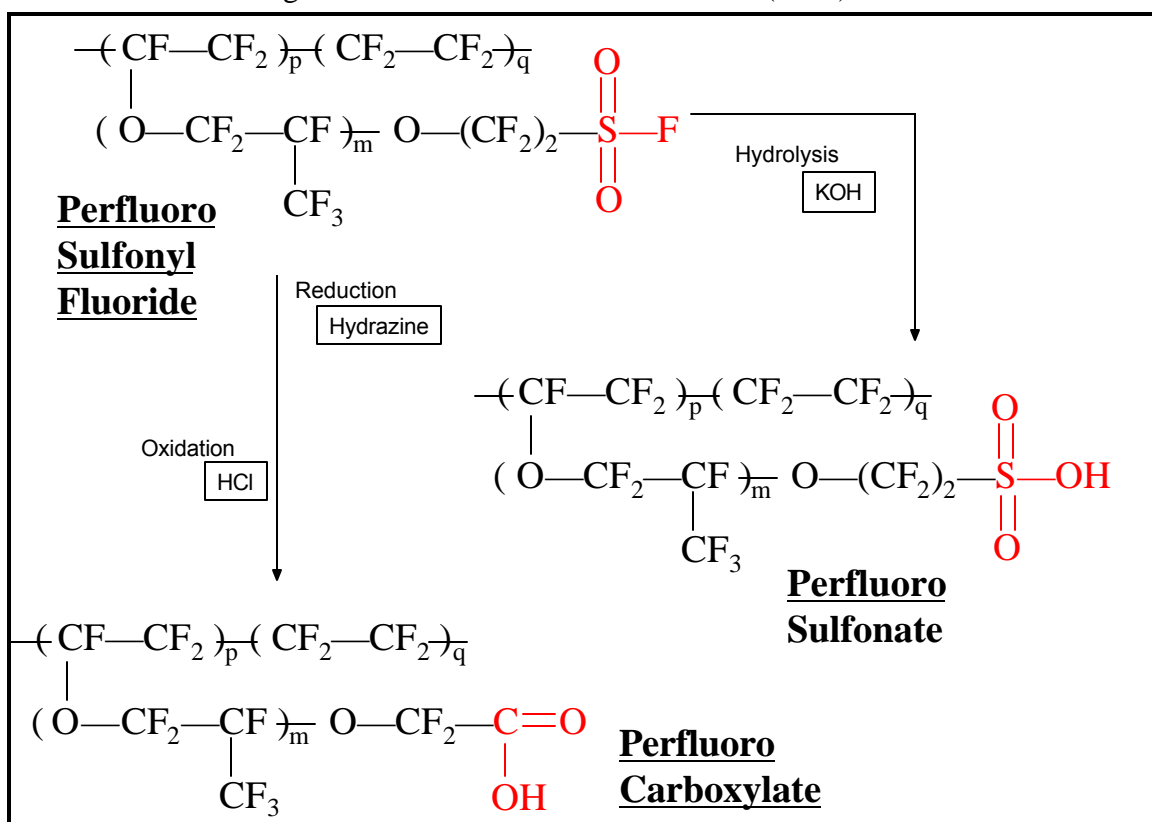 (CF—CF2)p(CF2—CF2)q
(O—CF2—CF)m O—(CF2)2—S—F
O
O
CF3
Perfluoro
Sulfonyl
Fluoride
Hydrolysis
KOH
Reduction
Hydrazine
Oxidation
HCl
(CF—CF2)p(CF2—CF2)q
(O—CF2—CF)m O—(CF2)2—S—OH
O
O
CF3
Perfluoro
Sulfonate
(CF—CF2)p(CF2—CF2)q
(O—CF2—CF)m O—CF2—C=O
CF3
OH
Perfluoro
Carboxylate